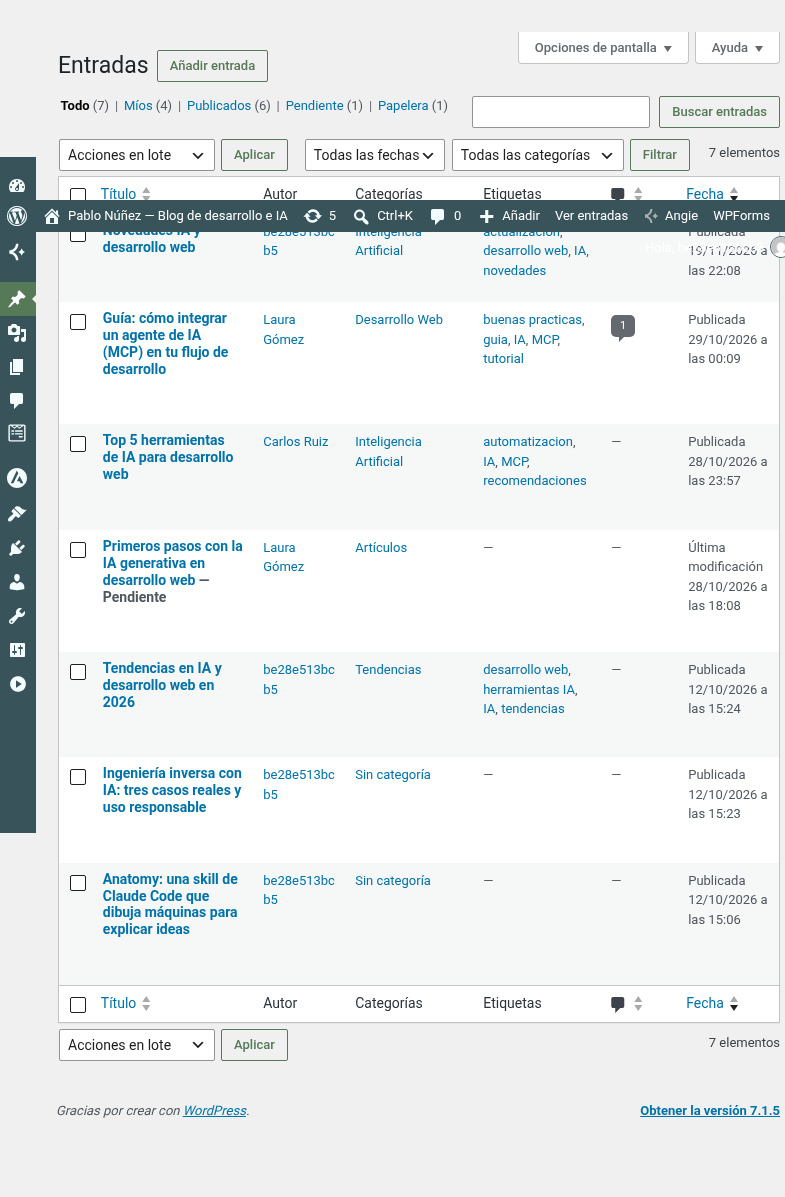 Opciones de pantalla
Ayuda
Entradas
Añadir entrada
Todo (7) | Míos (4) | Publicados (6) | Pendiente (1) | Papelera (1)
Buscar entradas
Acciones en lote
Aplicar
Todas las fechas
Todas las categorías
Filtrar
7 elementos
Título
Autor
Categorías
Etiquetas
Fecha
Pablo Núñez — Blog de desarrollo e IA
5
Ctrl+K
0
Añadir
Ver entradas
Angie
WPForms
Hola,
Novedades IA y
desarrollo web
be28e513bc
b5
Inteligencia
Artificial
actualizacion,
desarrollo web, IA,
novedades
Publicada
19/11/2026 a
las 22:08
Guía: cómo integrar
un agente de IA
(MCP) en tu flujo de
desarrollo
Laura
Gómez
Desarrollo Web
buenas practicas,
guia, IA, MCP,
tutorial
1
Publicada
29/10/2026 a
las 00:09
Top 5 herramientas
de IA para desarrollo
web
Carlos Ruiz
Inteligencia
Artificial
automatizacion,
IA, MCP,
recomendaciones
—
Publicada
28/10/2026 a
las 23:57
Primeros pasos con la
IA generativa en
desarrollo web —
Pendiente
Laura
Gómez
Artículos
—
—
Última
modificación
28/10/2026 a
las 18:08
Tendencias en IA y
desarrollo web en
2026
be28e513bc
b5
Tendencias
desarrollo web,
herramientas IA,
IA, tendencias
—
Publicada
12/10/2026 a
las 15:24
Ingeniería inversa con
IA: tres casos reales y
uso responsable
be28e513bc
b5
Sin categoría
—
—
Publicada
12/10/2026 a
las 15:23
Anatomy: una skill de
Claude Code que
dibuja máquinas para
explicar ideas
be28e513bc
b5
Sin categoría
—
—
Publicada
12/10/2026 a
las 15:06
Título
Autor
Categorías
Etiquetas
Fecha
Acciones en lote
Aplicar
7 elementos
Gracias por crear con WordPress.
Obtener la versión 7.1.5